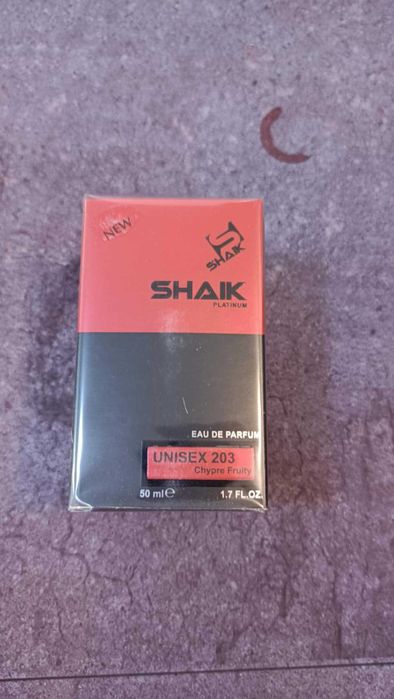 NEW
SHAIK
SHAIK
PLATINUM
EAU DE PARFUM
UNISEX 203
Chypre Fruity
50 ml ℮ 1.7 FL.OZ.